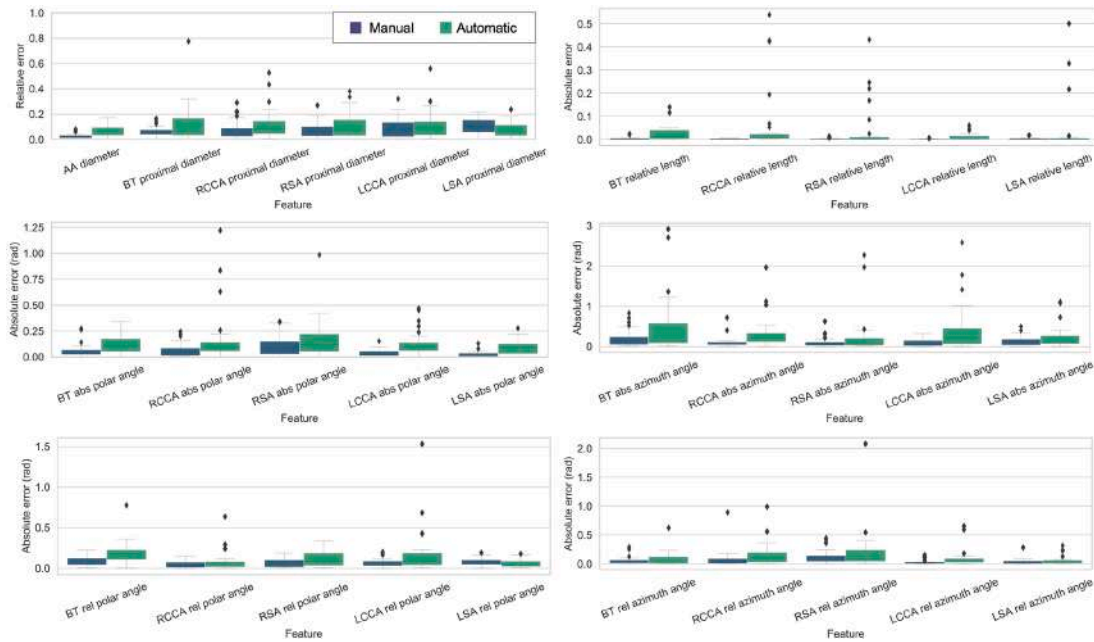 Manual Automatic
Relative error
1.0
0.8
0.6
0.4
0.2
0.0
AA diameter
BT proximal diameter
RCCA proximal diameter
RSA proximal diameter
LCCA proximal diameter
LSA proximal diameter
Feature
Absolute error
0.5
0.4
0.3
0.2
0.1
0.0
BT relative length
RCCA relative length
RSA relative length
LCCA relative length
LSA relative length
Feature
Absolute error (rad)
1.25
1.00
0.75
0.50
0.25
0.00
BT abs polar angle
RCCA abs polar angle
RSA abs polar angle
LCCA abs polar angle
LSA abs polar angle
Feature
Absolute error (rad)
3
2
1
0
BT abs azimuth angle
RCCA abs azimuth angle
RSA abs azimuth angle
LCCA abs azimuth angle
LSA abs azimuth angle
Feature
Absolute error (rad)
1.5
1.0
0.5
0.0
BT rel polar angle
RCCA rel polar angle
RSA rel polar angle
LCCA rel polar angle
LSA rel polar angle
Feature
Absolute error (rad)
2.0
1.5
1.0
0.5
0.0
BT rel azimuth angle
RCCA rel azimuth angle
RSA rel azimuth angle
LCCA rel azimuth angle
LSA rel azimuth angle
Feature